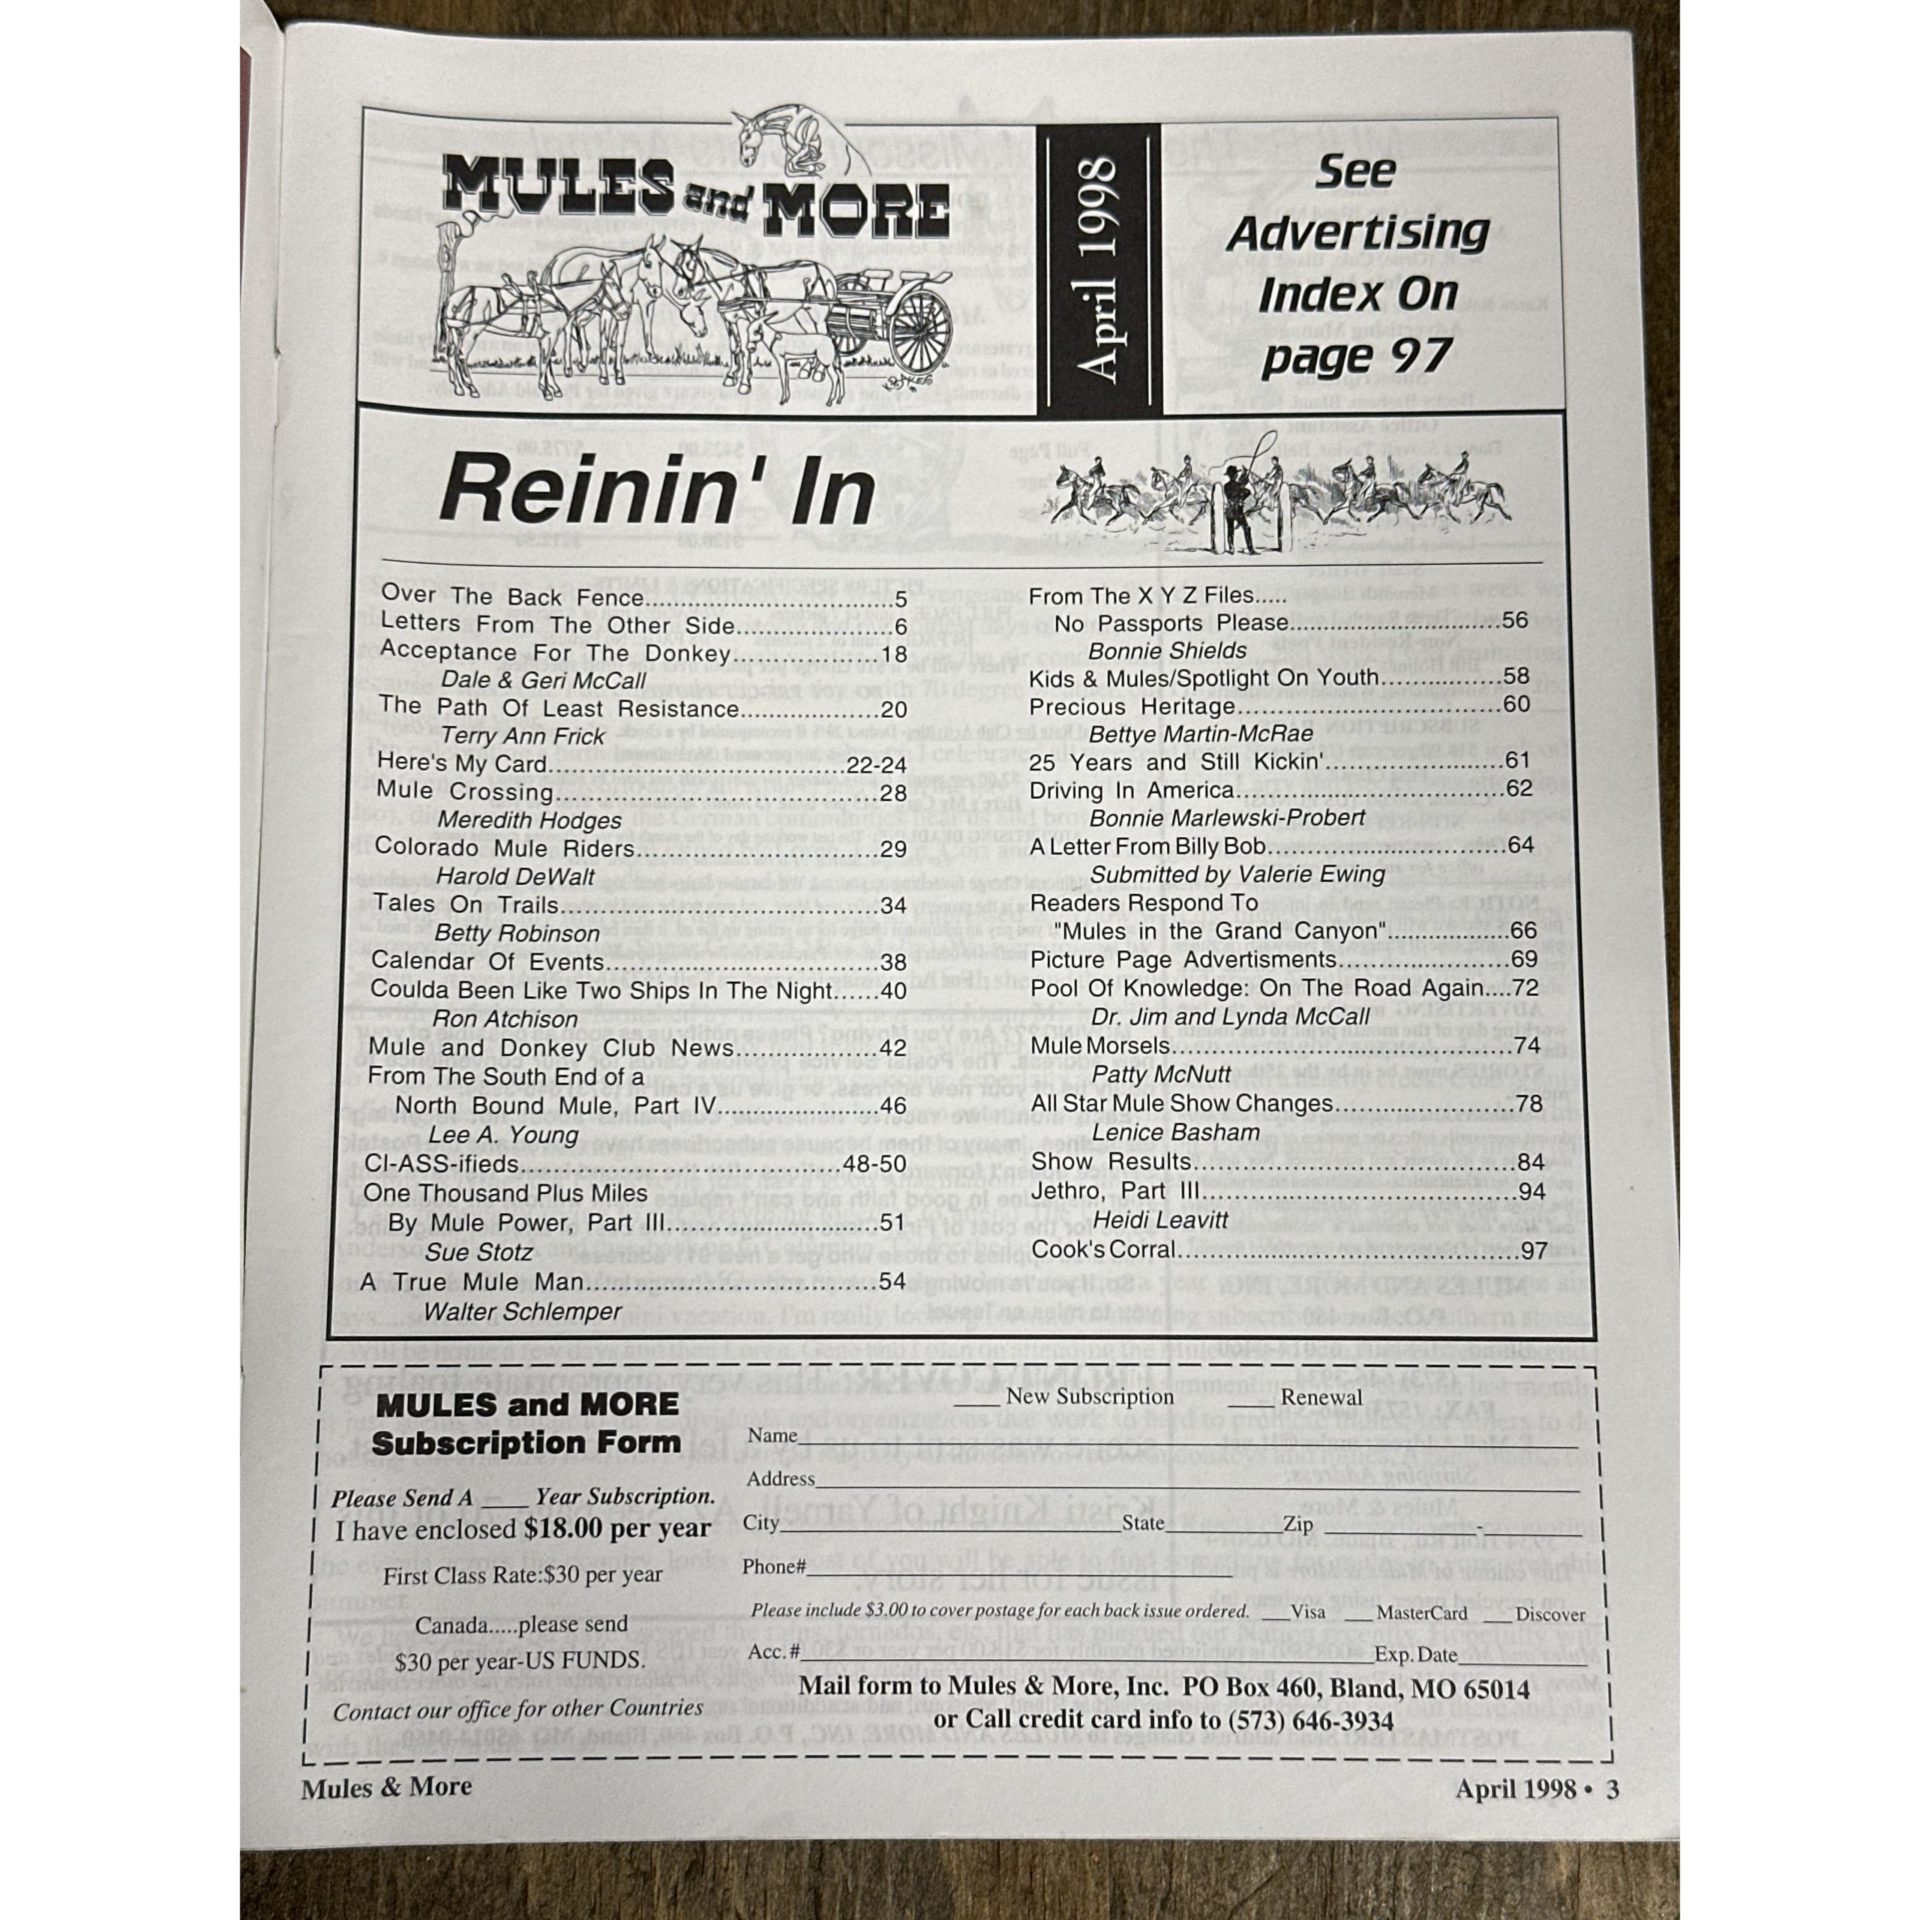 MULES and MORE
April 1998
See
Advertising
Index On
page 97
Reinin' In
Over The Back Fence..............................5
Letters From The Other Side...................6
Acceptance For The Donkey..................18
Dale & Geri McCall
The Path Of Least Resistance.................20
Terry Ann Frick
Here's My Card....................................22-24
Mule Crossing.......................................28
Meredith Hodges
Colorado Mule Riders.............................29
Harold DeWalt
Tales On Trails......................................34
Betty Robinson
Calendar Of Events................................38
Coulda Been Like Two Ships In The Night......40
Ron Atchison
Mule and Donkey Club News.................42
From The South End of a
North Bound Mule, Part IV...................46
Lee A. Young
Cl-ASS-ifieds.......................................48-50
One Thousand Plus Miles
By Mule Power, Part III..........................51
Sue Stotz
A True Mule Man...................................54
Walter Schlemper
From The X Y Z Files.....
No Passports Please..........................56
Bonnie Shields
Kids & Mules/Spotlight On Youth...............58
Precious Heritage................................60
Bettye Martin-McRae
25 Years and Still Kickin'......................61
Driving In America.................................62
Bonnie Marlewski-Probert
A Letter From Billy Bob.............................64
Submitted by Valerie Ewing
Readers Respond To
"Mules in the Grand Canyon"...............66
Picture Page Advertisments.....................69
Pool Of Knowledge: On The Road Again....72
Dr. Jim and Lynda McCall
Mule Morsels.........................................74
Patty McNutt
All Star Mule Show Changes......................78
Lenice Basham
Show Results.......................................84
Jethro, Part III......................................94
Heidi Leavitt
Cook's Corral.........................................97
MULES and MORE
Subscription Form
Please Send A ____ Year Subscription.
I have enclosed $18.00 per year
First Class Rate:$30 per year
Canada.....please send
$30 per year-US FUNDS.
Contact our office for other Countries
____ New Subscription ____ Renewal
Name
Address
City State Zip -
Phone#
Please include $3.00 to cover postage for each back issue ordered. ___Visa ___ MasterCard ___ Discover
Acc.# Exp. Date
Mail form to Mules & More, Inc. PO Box 460, Bland, MO 65014
or Call credit card info to (573) 646-3934
Mules & More
April 1998 • 3